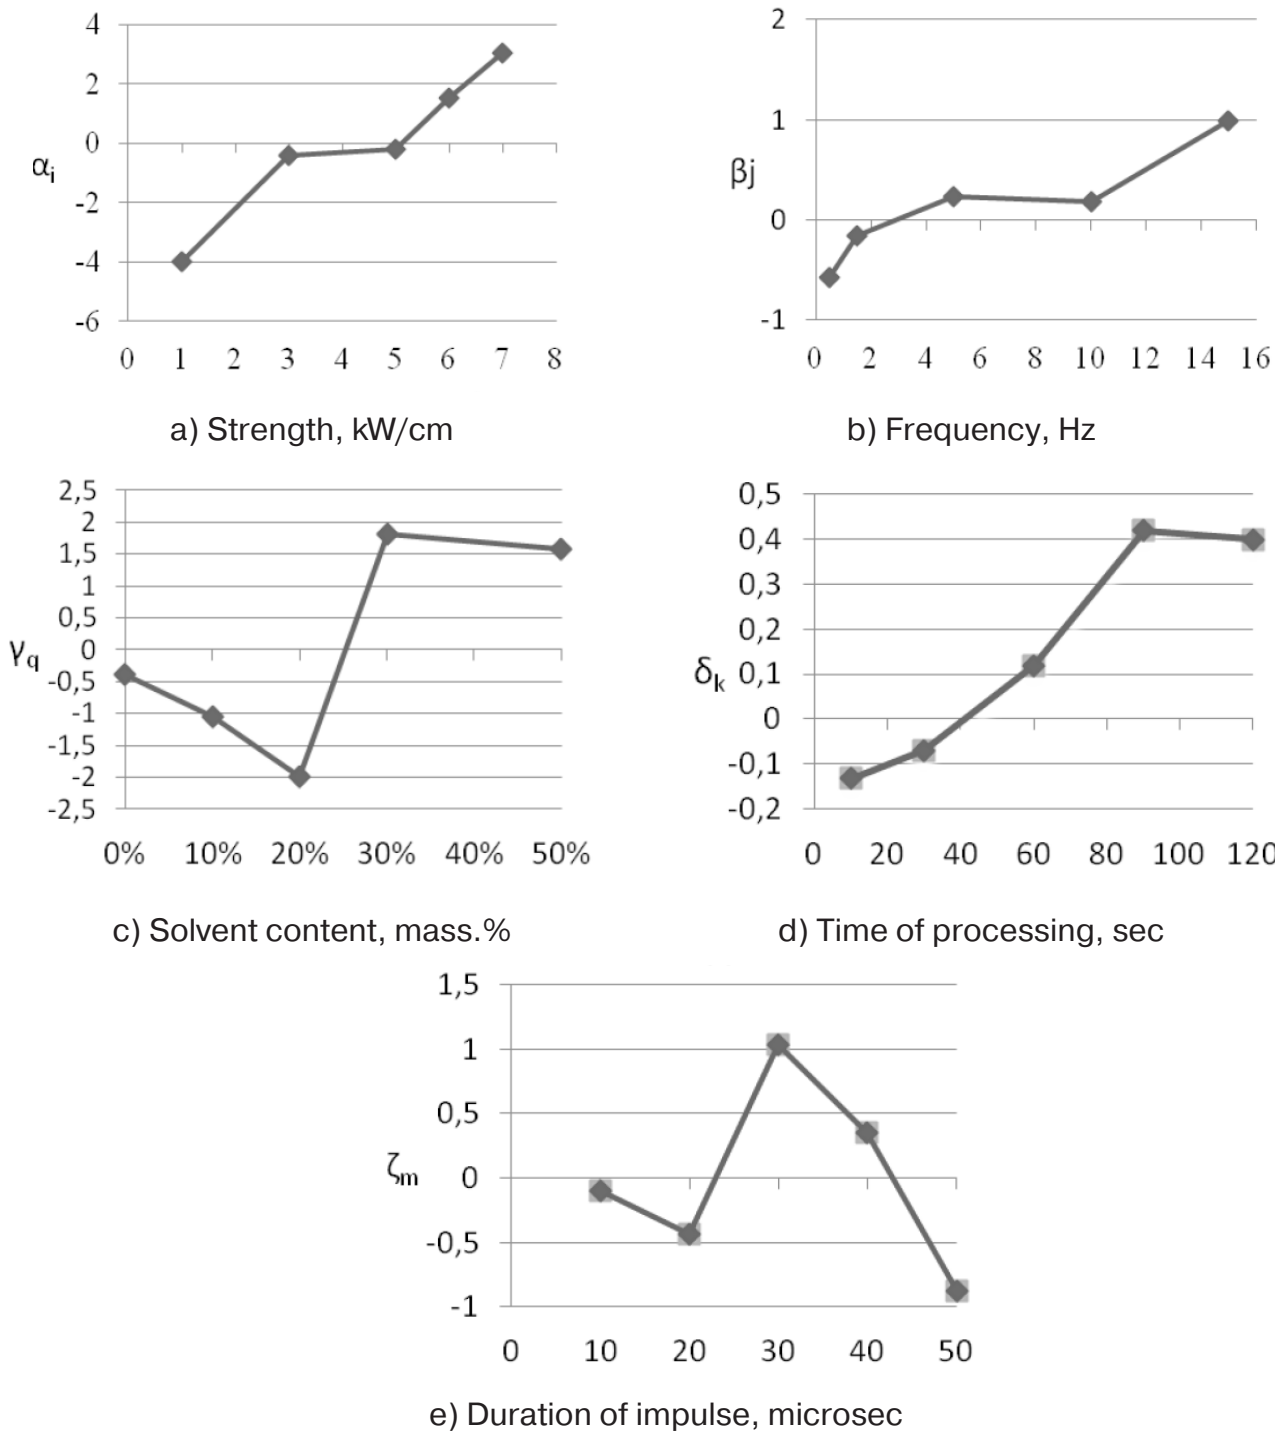 4
2
0
-2
-4
-6
αi
0 1 2 3 4 5 6 7 8
a) Strength, kW/cm
2
1
0
-1
βj
0 2 4 6 8 10 12 14 16
b) Frequency, Hz
2,5
2
1,5
1
0,5
0
-0,5
-1
-1,5
-2
-2,5
γq
0% 10% 20% 30% 40% 50%
c) Solvent content, mass.%
0,5
0,4
0,3
0,2
0,1
0
-0,1
-0,2
δk
0 20 40 60 80 100 120
d) Time of processing, sec
1,5
1
0,5
0
-0,5
-1
ζm
0 10 20 30 40 50
e) Duration of impulse, microsec